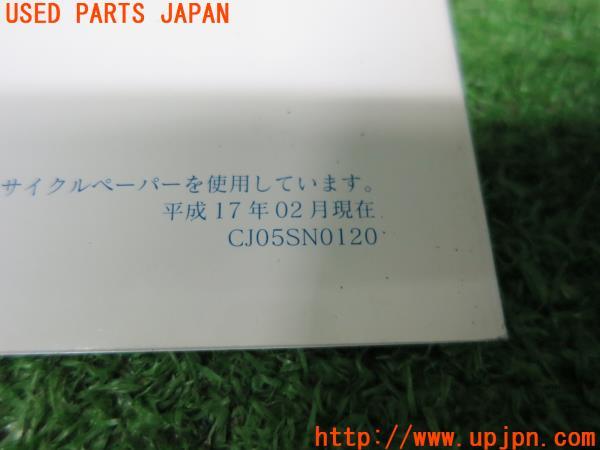 USED PARTS JAPAN
サイクルペーパーを使用しています。
平成17年02月現在
CJ05SN0120
http://www.upjpn.com